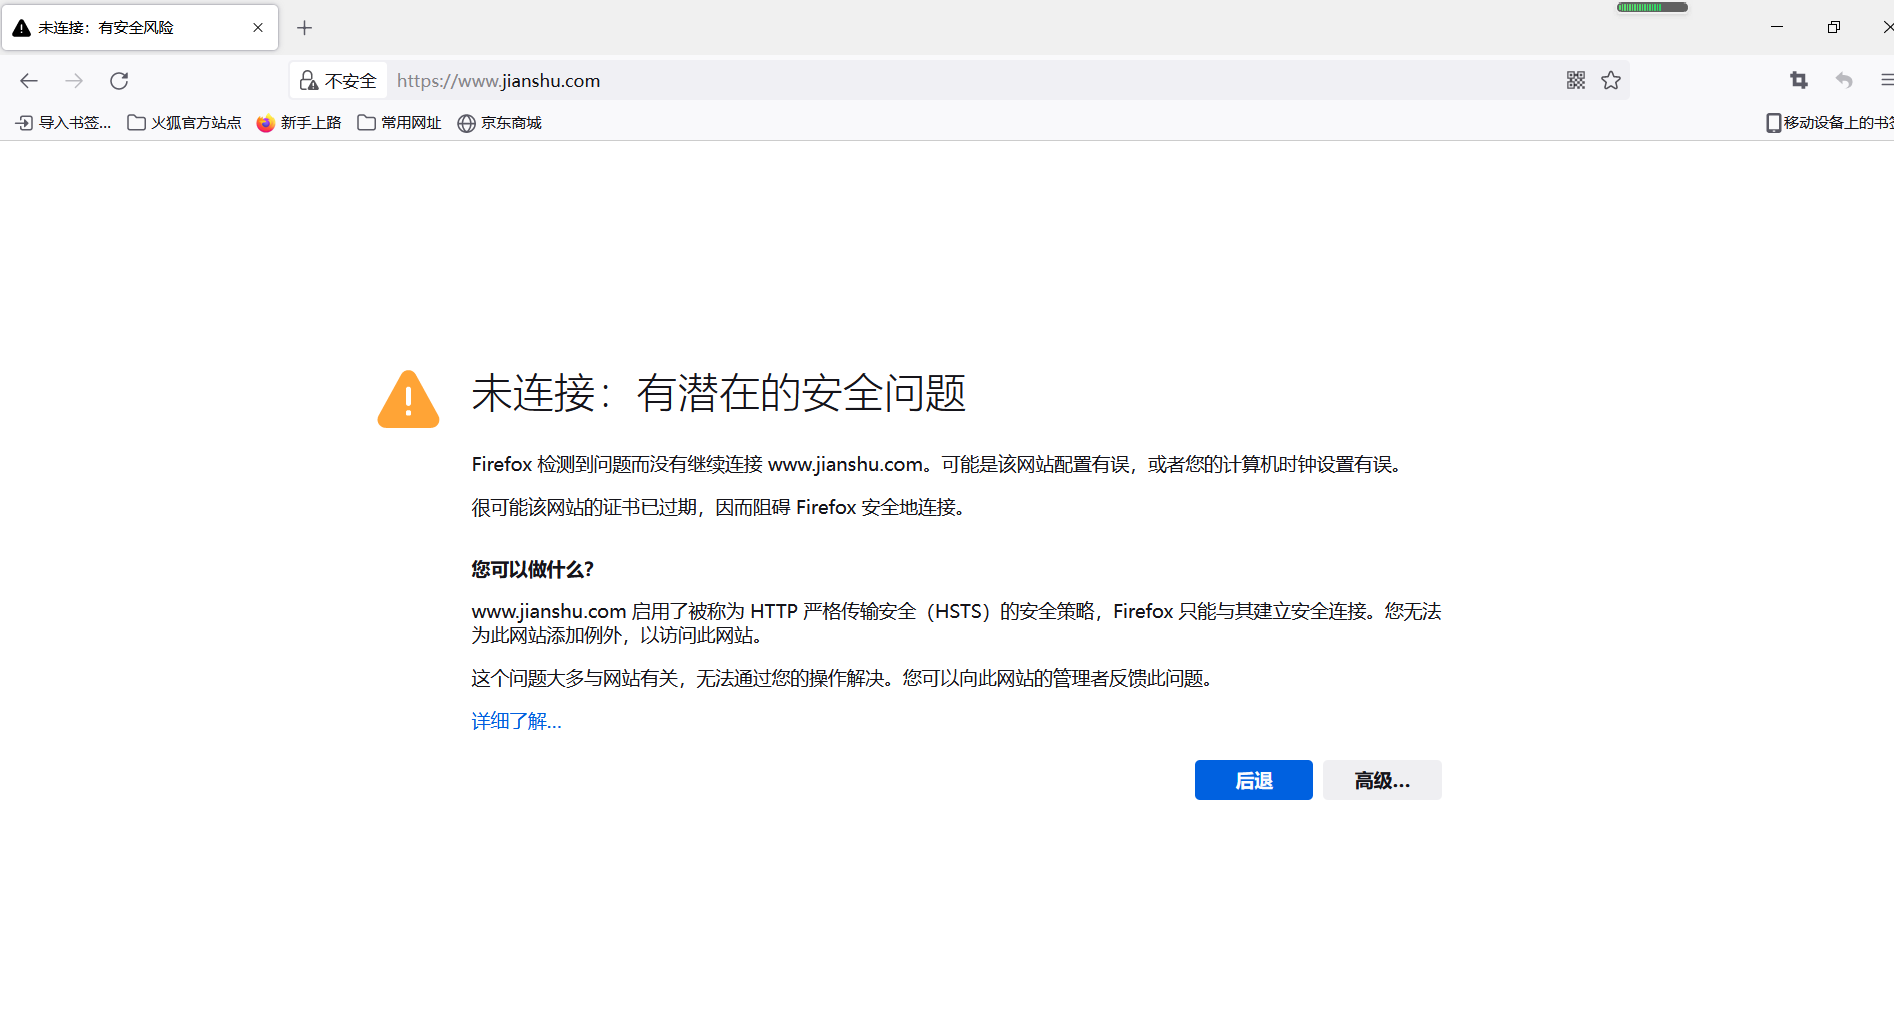 未连接：有安全风险
不安全
https://www.jianshu.com
导入书签...
火狐官方站点
新手上路
常用网址
京东商城
移动设备上的书签
未连接：有潜在的安全问题
Firefox 检测到问题而没有继续连接 www.jianshu.com。可能是该网站配置有误，或者您的计算机时钟设置有误。
很可能该网站的证书已过期，因而阻碍 Firefox 安全地连接。
您可以做什么？
www.jianshu.com 启用了被称为 HTTP 严格传输安全（HSTS）的安全策略，Firefox 只能与其建立安全连接。您无法
为此网站添加例外，以访问此网站。
这个问题大多与网站有关，无法通过您的操作解决。您可以向此网站的管理者反馈此问题。
详细了解...
后退
高级...